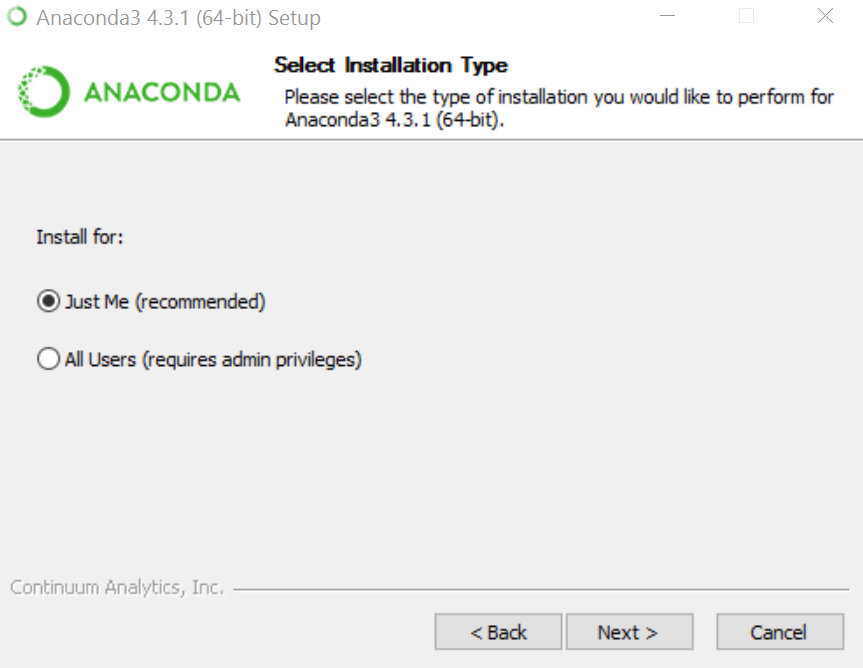 Anaconda3 4.3.1 (64-bit) Setup
ANACONDA
Select Installation Type
Please select the type of installation you would like to perform for
Anaconda3 4.3.1 (64-bit).
Install for:
Just Me (recommended)
All Users (requires admin privileges)
Continuum Analytics, Inc.
< Back
Next >
Cancel